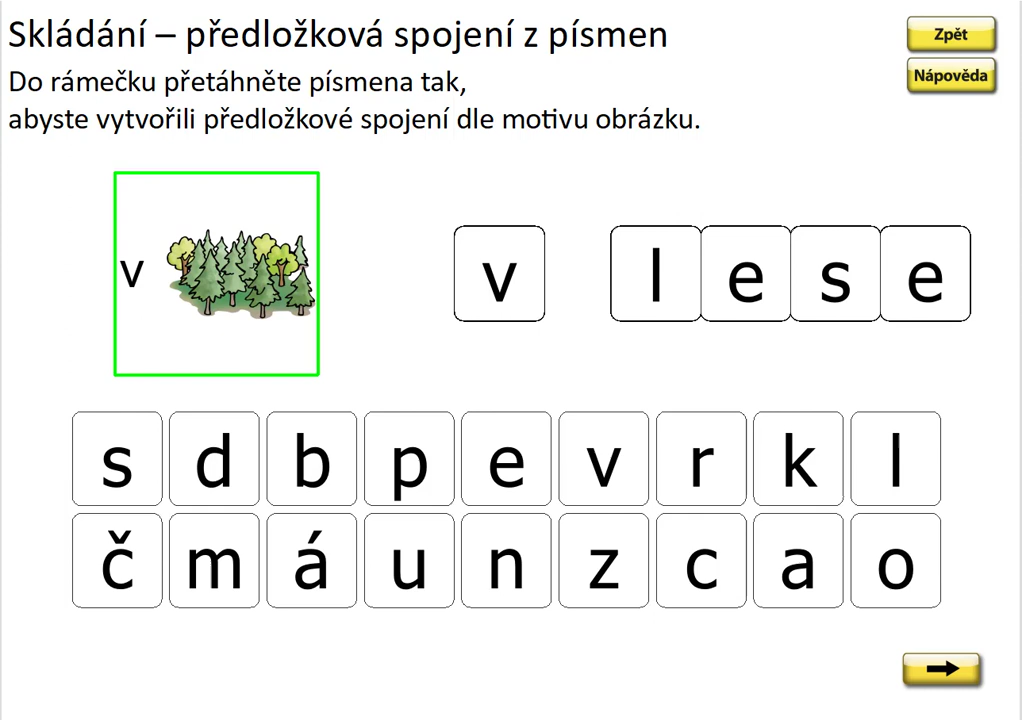 Skládání – předložková spojení z písmen
Zpět
Do rámečku přetáhněte písmena tak,
Nápověda
abyste vytvořili předložkové spojení dle motivu obrázku.
v
v l e s e
s d b p e v r k l
č m á u n z c a o